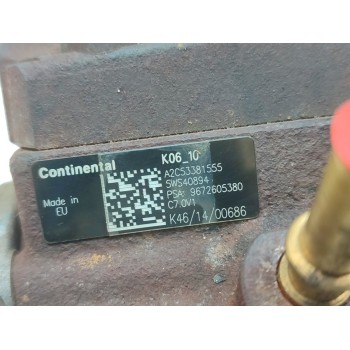 Continental
K06_10
A2C53381555
5WS40894
PSA: 9672605380
C7.0V1
K46/14/00686
Made in
EU